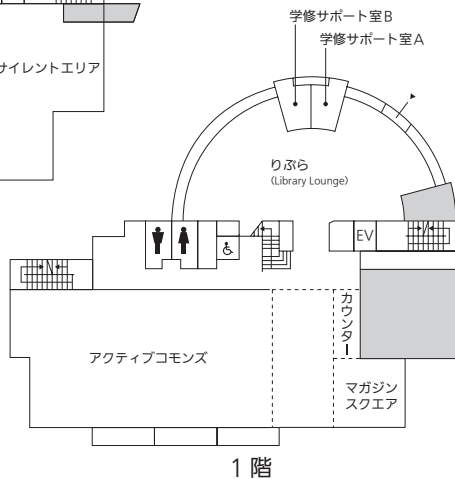 学修サポート室B
学修サポート室A
サイレントエリア
りぶら
(Library Lounge)
EV
カウンター
アクティブコモンズ
マガジン
スクエア
1階